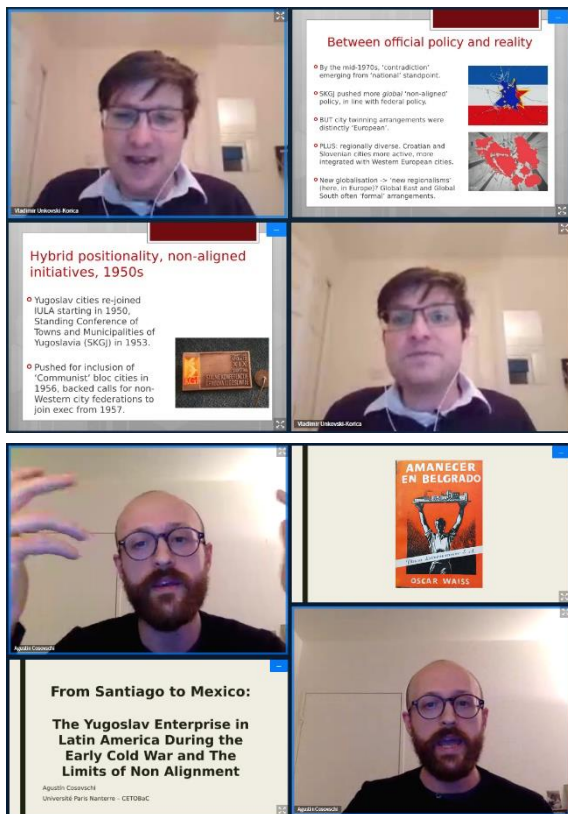 Vladimir Unkovski-Korica
Between official policy and reality
By the mid-1970s, ‘contradiction’
emerging from ‘national’ standpoint.
SKGJ pushed more global ‘non-aligned’
policy, in line with federal policy.
BUT city twinning arrangements were
distinctly ‘European’.
PLUS: regionally diverse. Croatian and
Slovenian cities more active, more
integrated with Western European cities.
New globalisation -> ‘new regionalisms’
(here, in Europe)? Global East and Global
South often ‘formal’ arrangements.
Hybrid positionality, non-aligned
initiatives, 1950s
Yugoslav cities re-joined
IULA starting in 1950,
Standing Conference of
Towns and Municipalities of
Yugoslavia (SKGJ) in 1953.
Pushed for inclusion of
‘Communist’ bloc cities in
1956, backed calls for non-
Western city federations to
join exec from 1957.
XIX
Vladimir Unkovski-Korica
Agustin Cosovschi
AMANECER
EN BELGRADO
OSCAR WAISS
From Santiago to Mexico:
The Yugoslav Enterprise in
Latin America During the
Early Cold War and The
Limits of Non Alignment
Agustín Cosovschi
Université Paris Nanterre – CETOBaC
Agustin Cosovschi